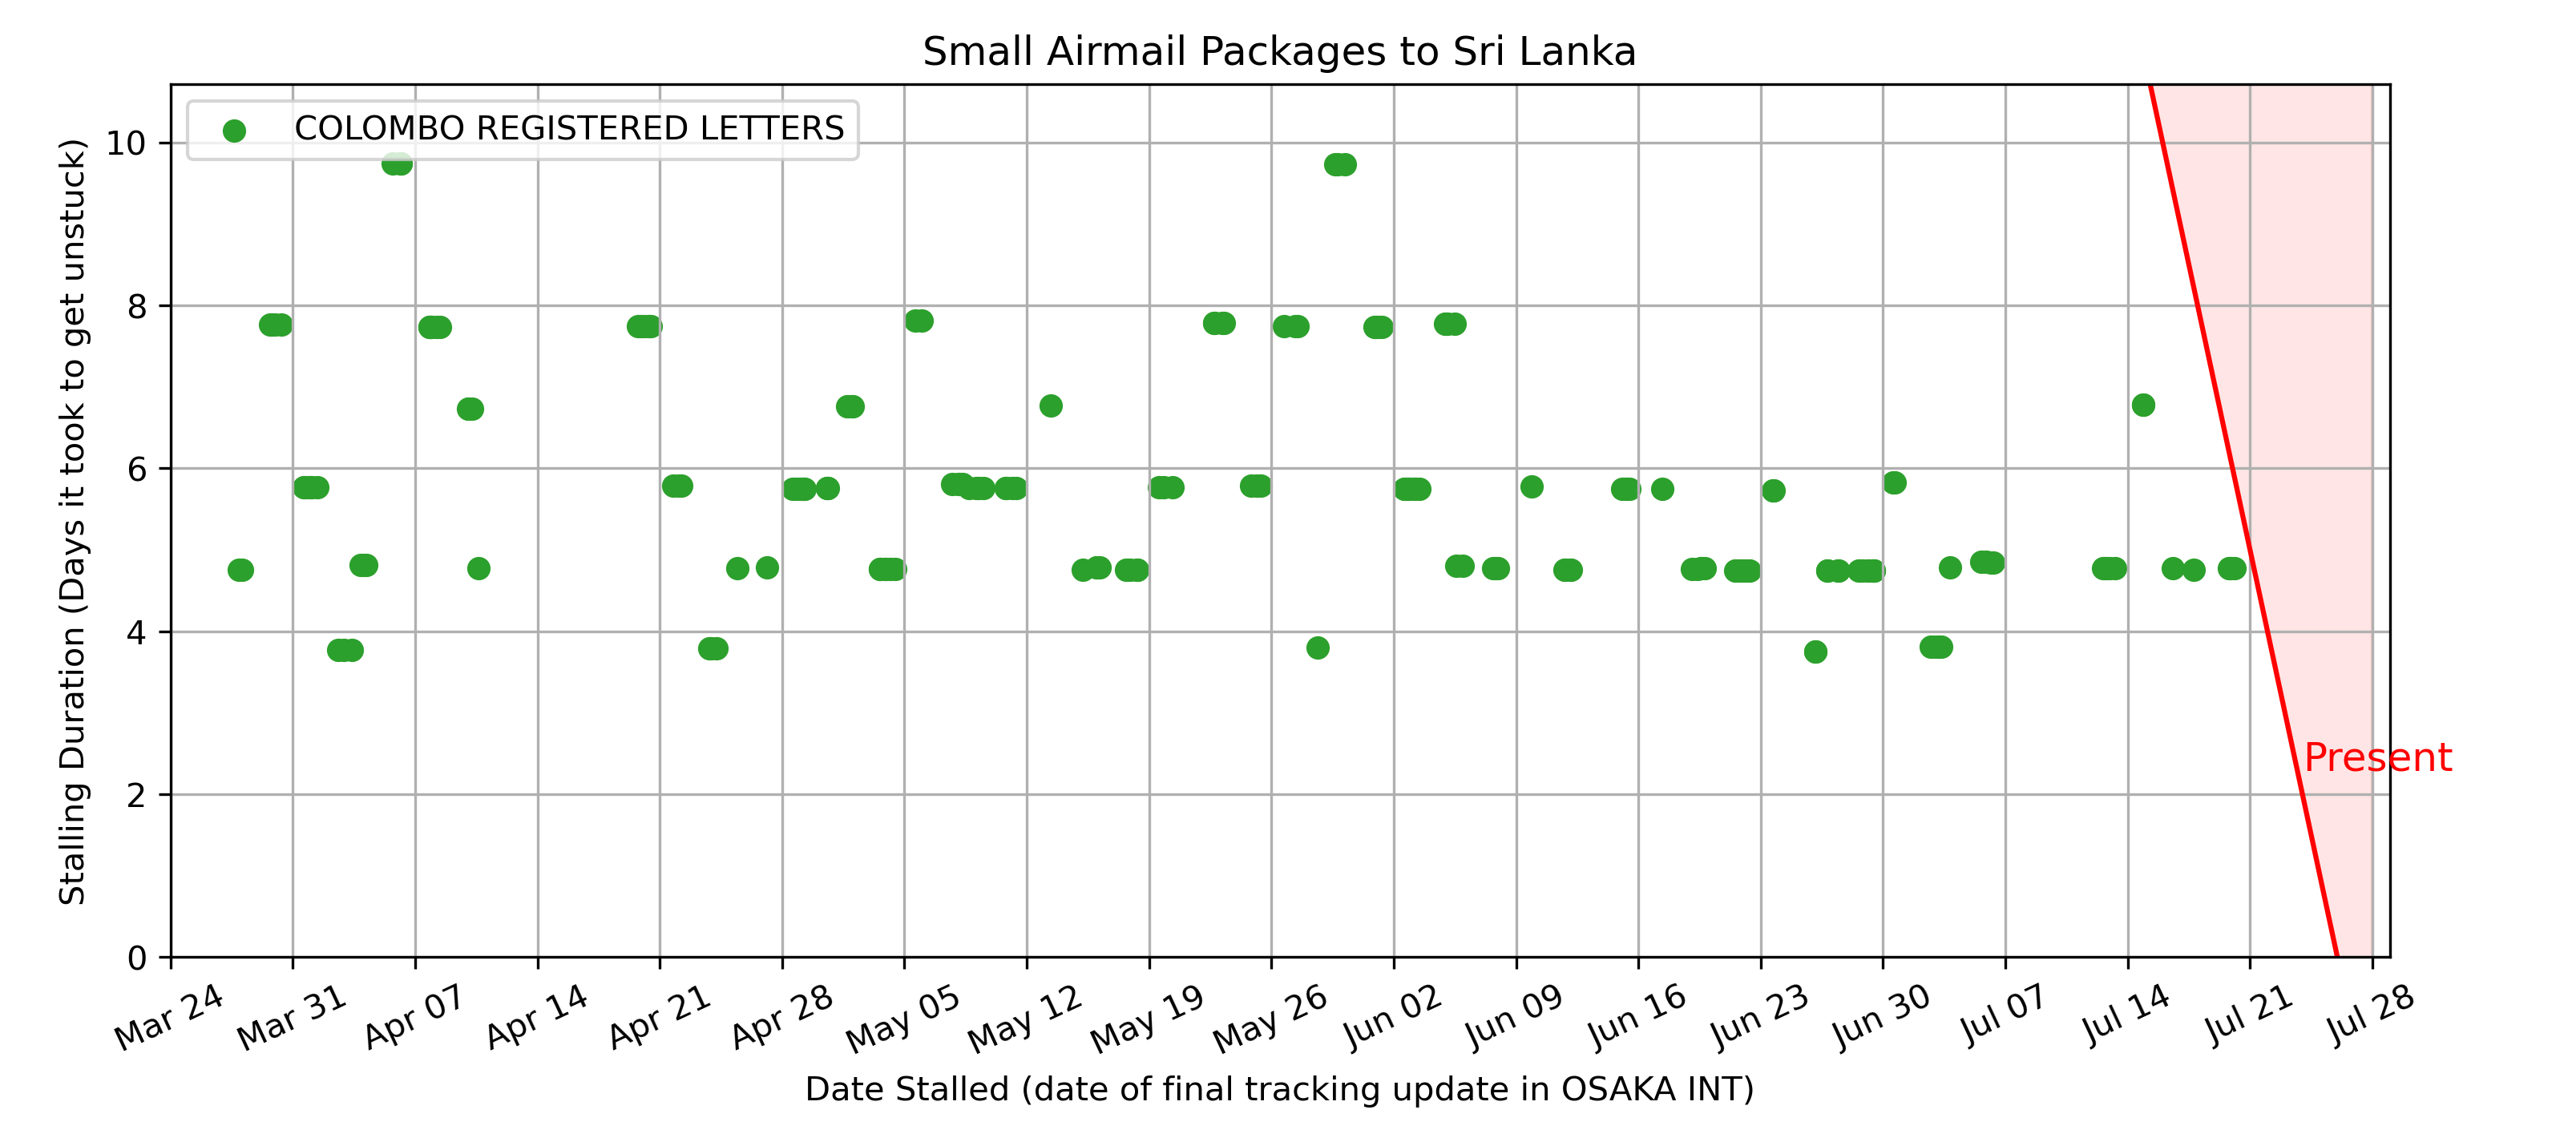 Small Airmail Packages to Sri Lanka
COLOMBO REGISTERED LETTERS
Stalling Duration (Days it took to get unstuck)
10
8
6
4
2
0
Present
Mar 24
Mar 31
Apr 07
Apr 14
Apr 21
Apr 28
May 05
May 12
May 19
May 26
Jun 02
Jun 09
Jun 16
Jun 23
Jun 30
Jul 07
Jul 14
Jul 21
Jul 28
Date Stalled (date of final tracking update in OSAKA INT)